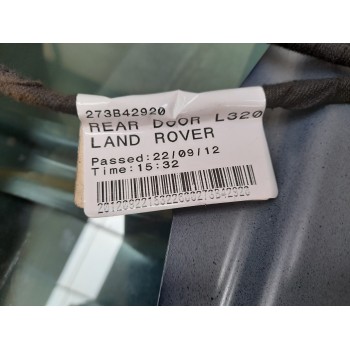 273B42920
REAR DOOR L320
LAND ROVER
Passed:22/09/12
Time:15:32